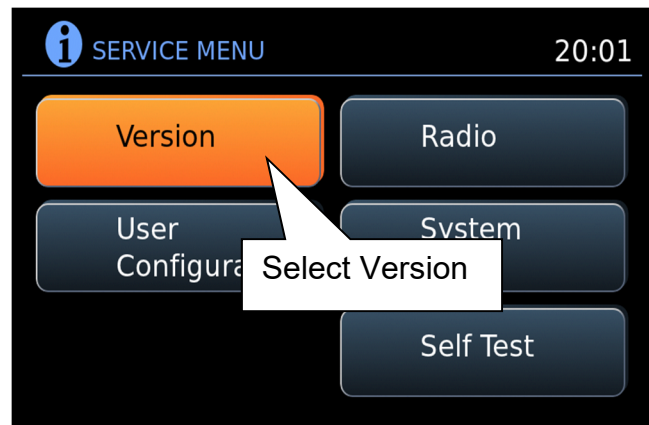 i SERVICE MENU 20:01
Version Radio
User System
Configura
Select Version
Self Test